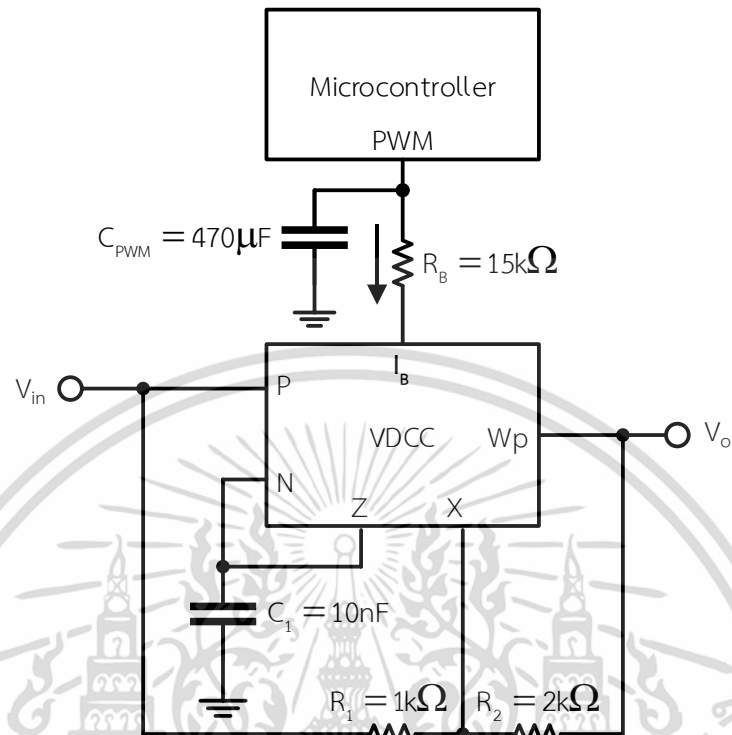 Microcontroller
PWM
C_PWM = 470μF
R_B = 15kΩ
I_B
V_in
P
VDCC
Wp
V_o
N
Z
X
C_1 = 10nF
R_1 = 1kΩ
R_2 = 2kΩ